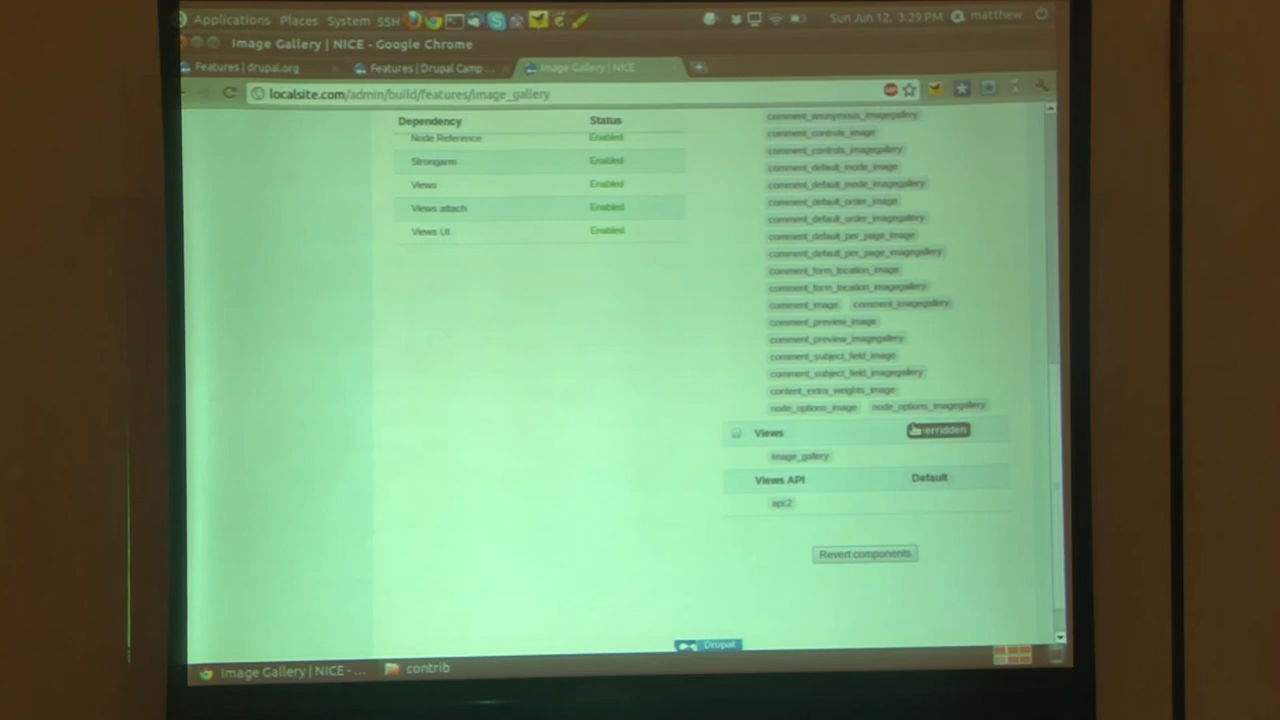 Applications Places System SSH Sun Jun 12, 3:29 PM matthew
Image Gallery | NICE - Google Chrome
Features | drupal.org Features | Drupal Camp ... Image Gallery | NICE
localsite.com/admin/build/features/image_gallery
Dependency Status
Node Reference Enabled
Strongarm Enabled
Views Enabled
Views attach Enabled
Views UI Enabled
comment_anonymous_imagegallery
comment_controls_image
comment_controls_imagegallery
comment_default_mode_image
comment_default_mode_imagegallery
comment_default_order_image
comment_default_order_imagegallery
comment_default_per_page_image
comment_default_per_page_imagegallery
comment_form_location_image
comment_form_location_imagegallery
comment_image comment_imagegallery
comment_preview_image
comment_preview_imagegallery
comment_subject_field_image
comment_subject_field_imagegallery
content_extra_weights_image
node_options_image node_options_imagegallery
Views erridden
image_gallery
Views API Default
api:2
Revert components
Drupal
Image Gallery | NICE - ... contrib